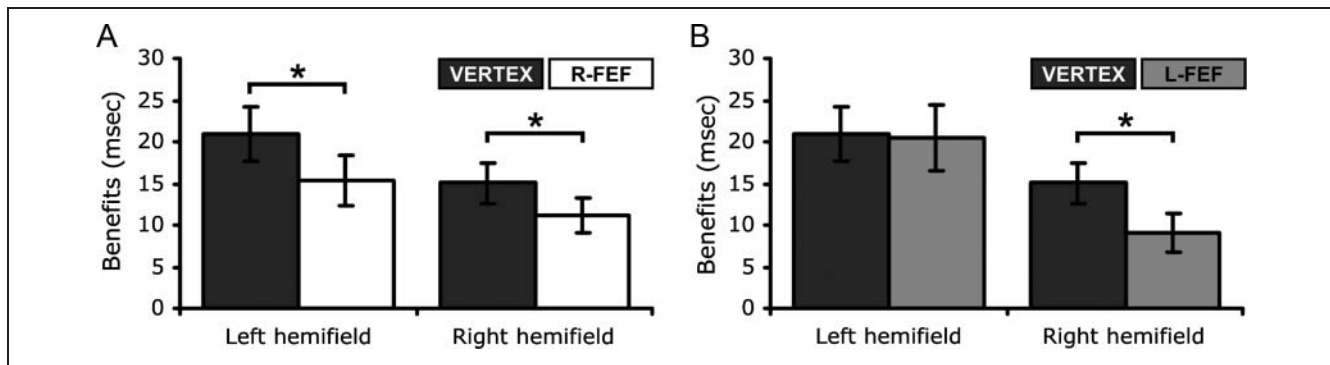 A
Benefits (msec)
30
25
20
15
10
5
0
*
*
VERTEX R-FEF
Left hemifield Right hemifield
B
Benefits (msec)
30
25
20
15
10
5
0
*
VERTEX L-FEF
Left hemifield Right hemifield